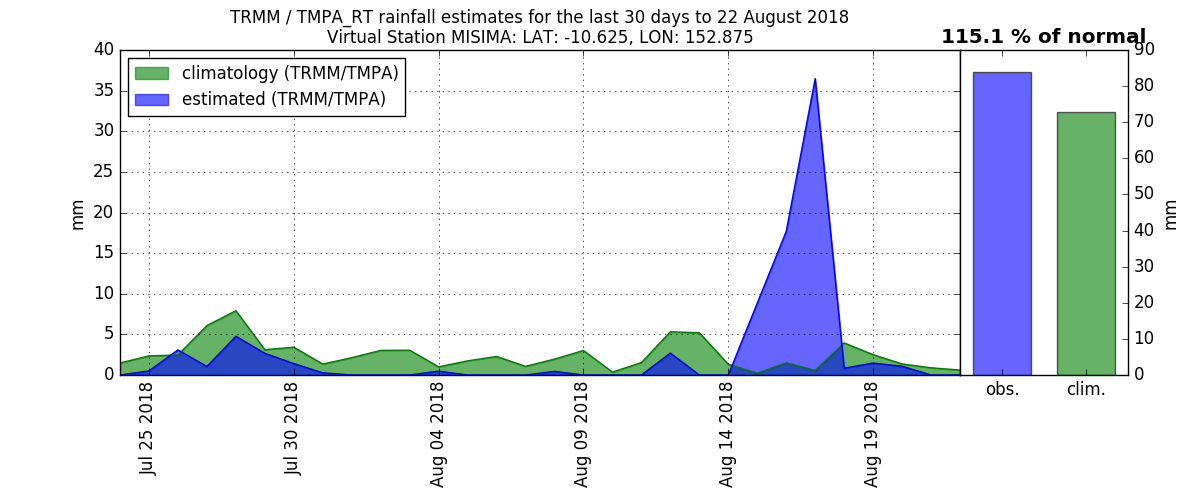 TRMM / TMPA_RT rainfall estimates for the last 30 days to 22 August 2018
Virtual Station MISIMA: LAT: -10.625, LON: 152.875
115.1 % of normal
climatology (TRMM/TMPA)
estimated (TRMM/TMPA)
mm
40
35
30
25
20
15
10
5
0
Jul 25 2018
Jul 30 2018
Aug 04 2018
Aug 09 2018
Aug 14 2018
Aug 19 2018
90
80
70
60
50
40
30
20
10
0
mm
obs.
clim.